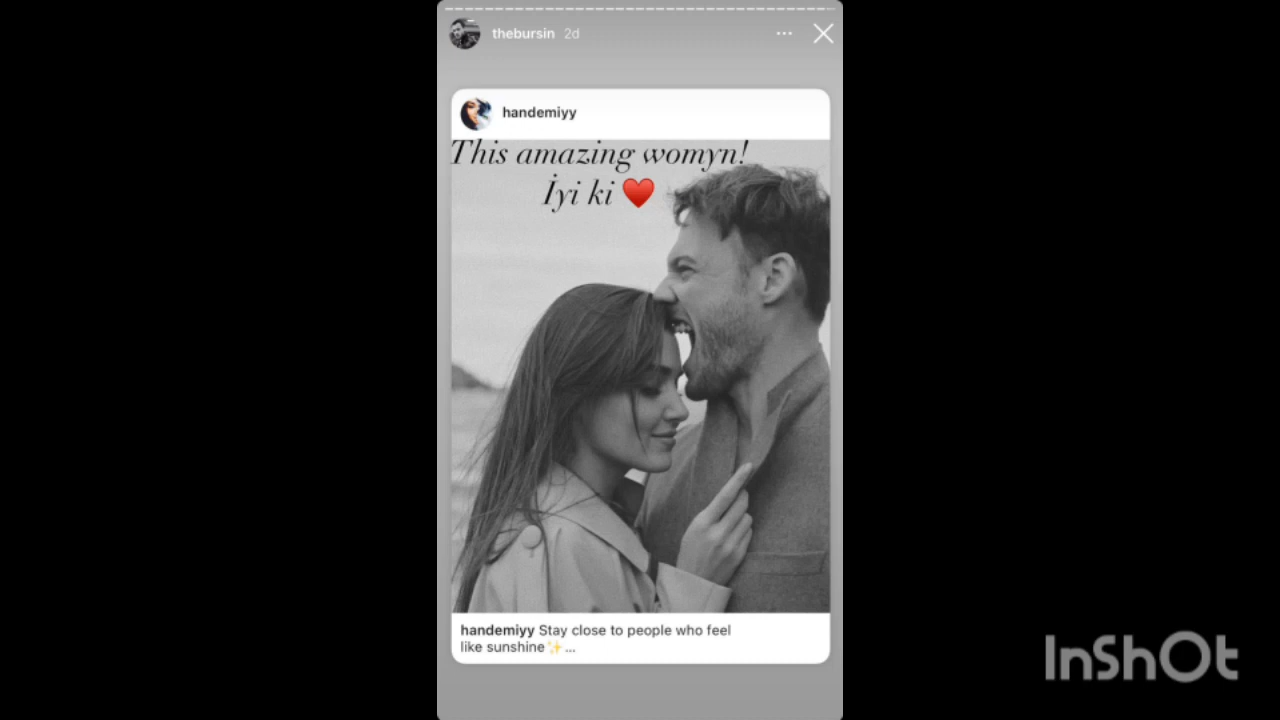 thebursin 2d
handemiyy
This amazing womyn!
İyi ki ❤️
handemiyy Stay close to people who feel
like sunshine✨...
InShOt